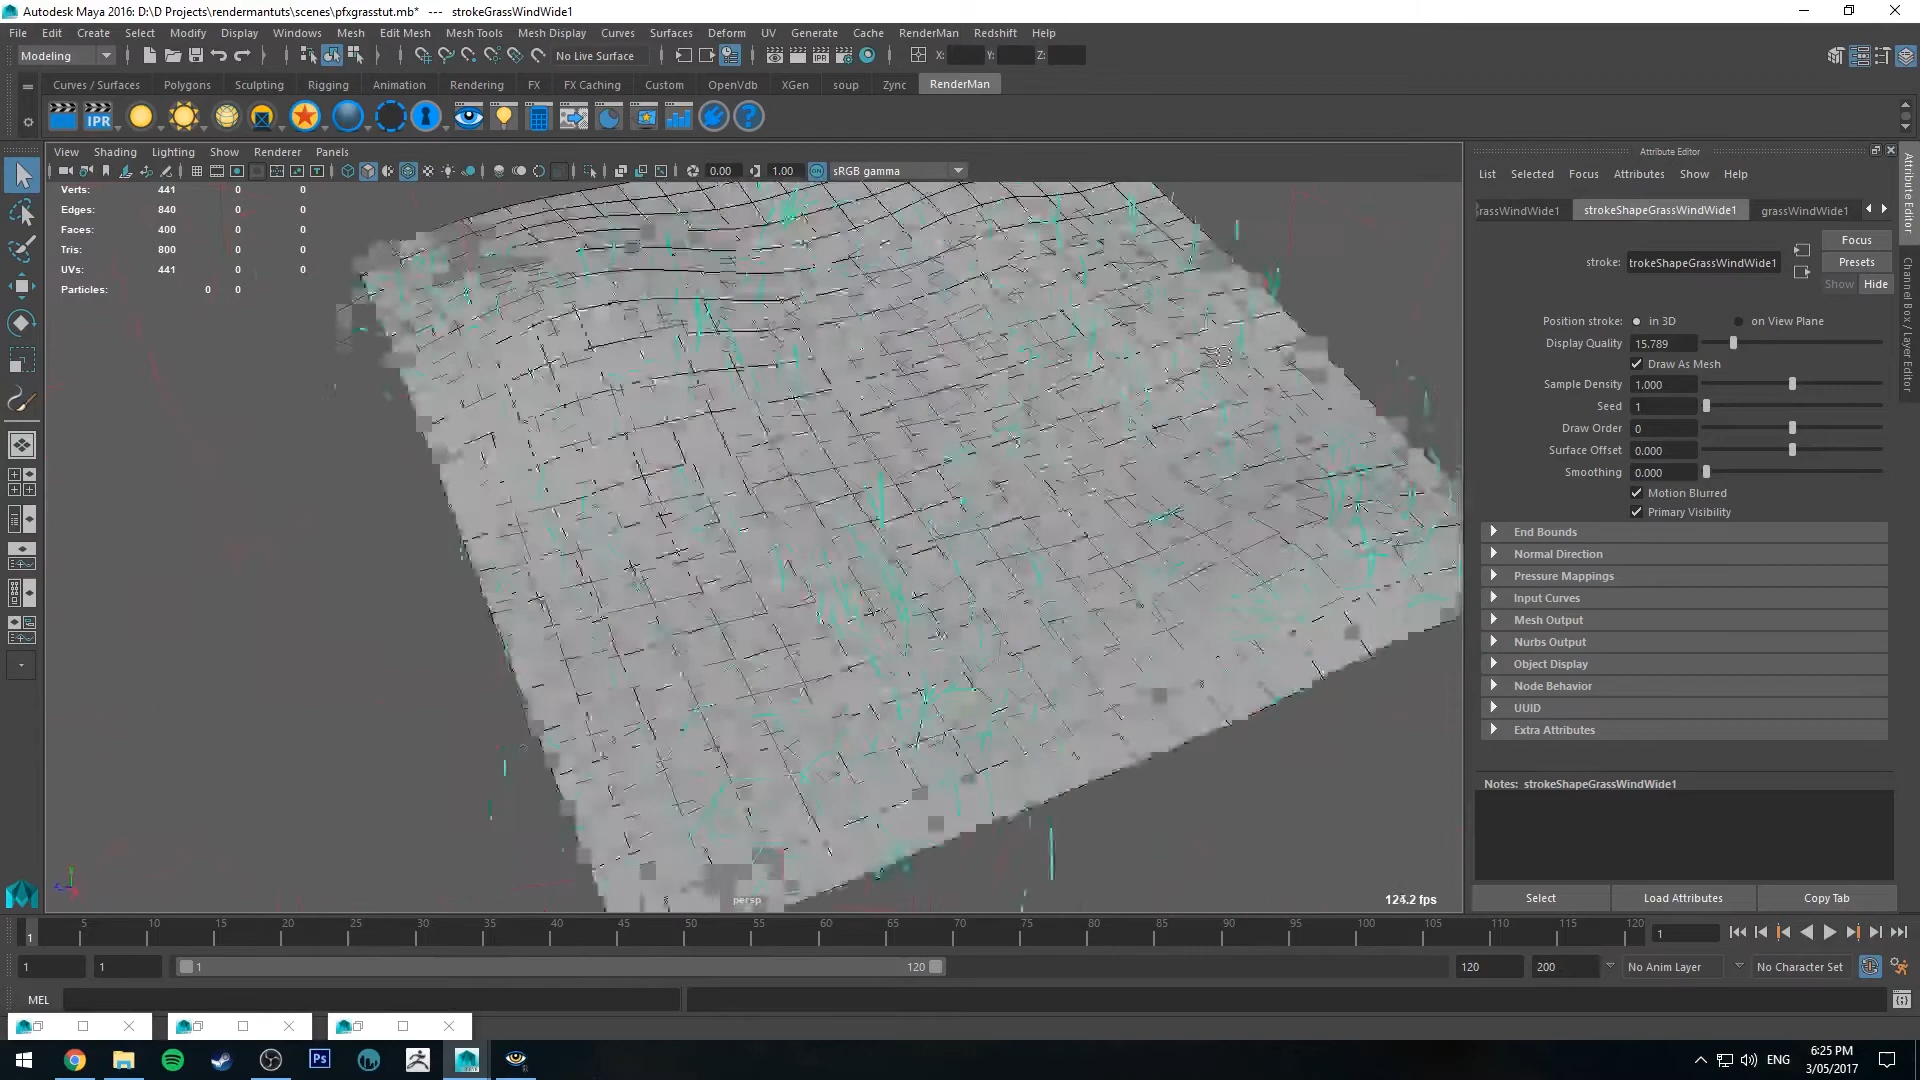 Autodesk Maya 2016: D:\D Projects\rendermantuts\scenes\pfxgrasstut.mb* --- strokeGrassWindWide1
File Edit Create Select Modify Display Windows Mesh Edit Mesh Mesh Tools Mesh Display Curves Surfaces Deform UV Generate Cache RenderMan Redshift Help
Modeling No Live Surface X: Y: Z:
Curves / Surfaces Polygons Sculpting Rigging Animation Rendering FX FX Caching Custom OpenVdb XGen soup Zync RenderMan
IPR
View Shading Lighting Show Renderer Panels
0.00 1.00 sRGB gamma
Verts: 441 0 0
Edges: 840 0 0
Faces: 400 0 0
Tris: 800 0 0
UVs: 441 0 0
Particles: 0 0
persp
124.2 fps
Attribute Editor
List Selected Focus Attributes Show Help
rassWindWide1 strokeShapeGrassWindWide1 grassWindWide1
stroke: trokeShapeGrassWindWide1
Focus
Presets
Show Hide
Position stroke: in 3D on View Plane
Display Quality 15.789
Draw As Mesh
Sample Density 1.000
Seed 1
Draw Order 0
Surface Offset 0.000
Smoothing 0.000
Motion Blurred
Primary Visibility
End Bounds
Normal Direction
Pressure Mappings
Input Curves
Mesh Output
Nurbs Output
Object Display
Node Behavior
UUID
Extra Attributes
Notes: strokeShapeGrassWindWide1
Select Load Attributes Copy Tab
Attribute Editor
Channel Box / Layer Editor
1 5 10 15 20 25 30 35 40 45 50 55 60 65 70 75 80 85 90 95 100 105 110 115 120 1
1 1 1 120 120 200 No Anim Layer No Character Set
MEL
Ps
ENG
6:25 PM
3/05/2017